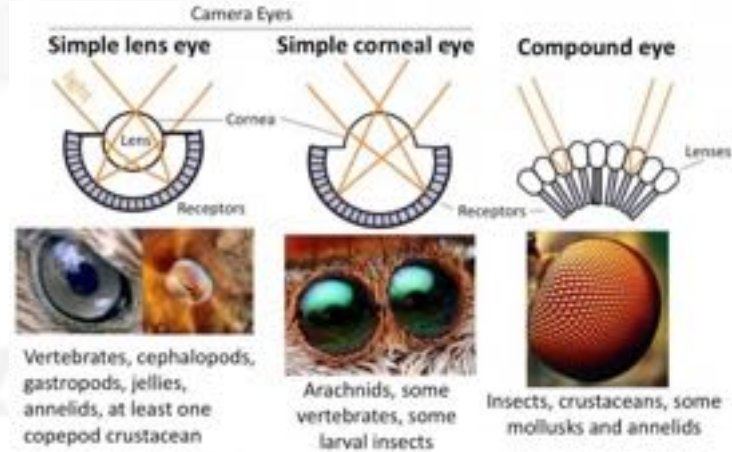 Camera Eyes
Simple lens eye
Simple corneal eye
Compound eye
light
Cornea
Lens
Lenses
Receptors
Receptors
Vertebrates, cephalopods,
gastropods, jellies,
annelids, at least one
copepod crustacean
Arachnids, some
vertebrates, some
larval insects
Insects, crustaceans, some
mollusks and annelids